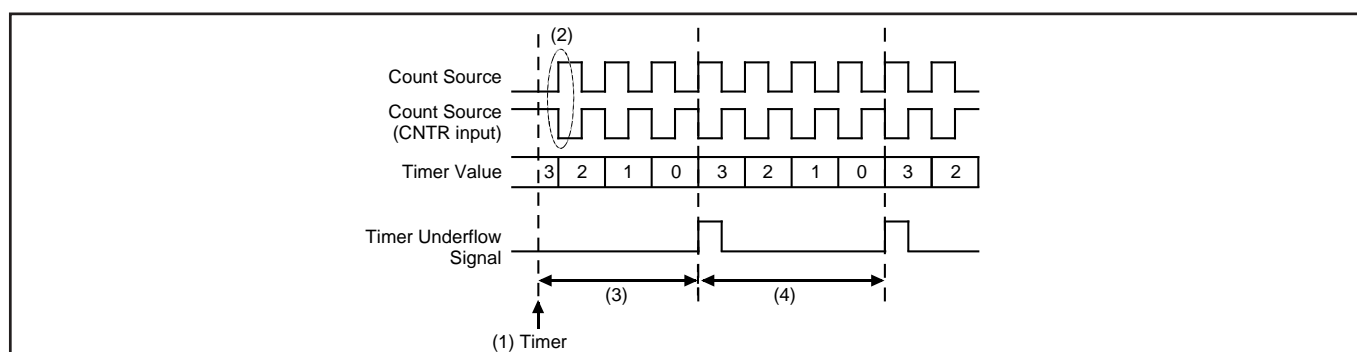 (2)
Count Source
Count Source
(CNTR input)
Timer Value 3 2 1 0 3 2 1 0 3 2
Timer Underflow
Signal
(3) (4)
(1) Timer